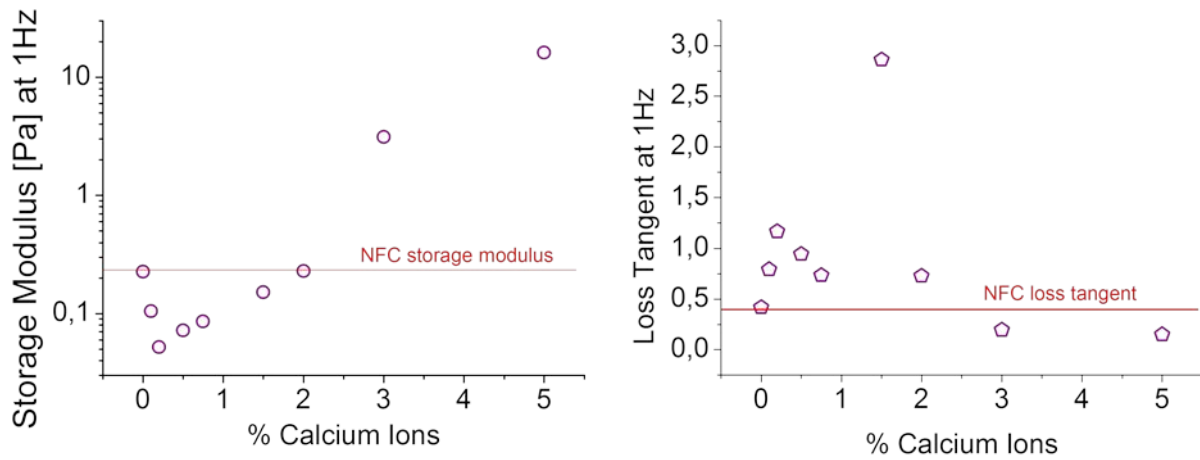 Storage Modulus [Pa] at 1Hz
10
1
0,1
NFC storage modulus
0 1 2 3 4 5
% Calcium Ions
Loss Tangent at 1Hz
3,0
2,5
2,0
1,5
1,0
0,5
0,0
NFC loss tangent
0 1 2 3 4 5
% Calcium Ions